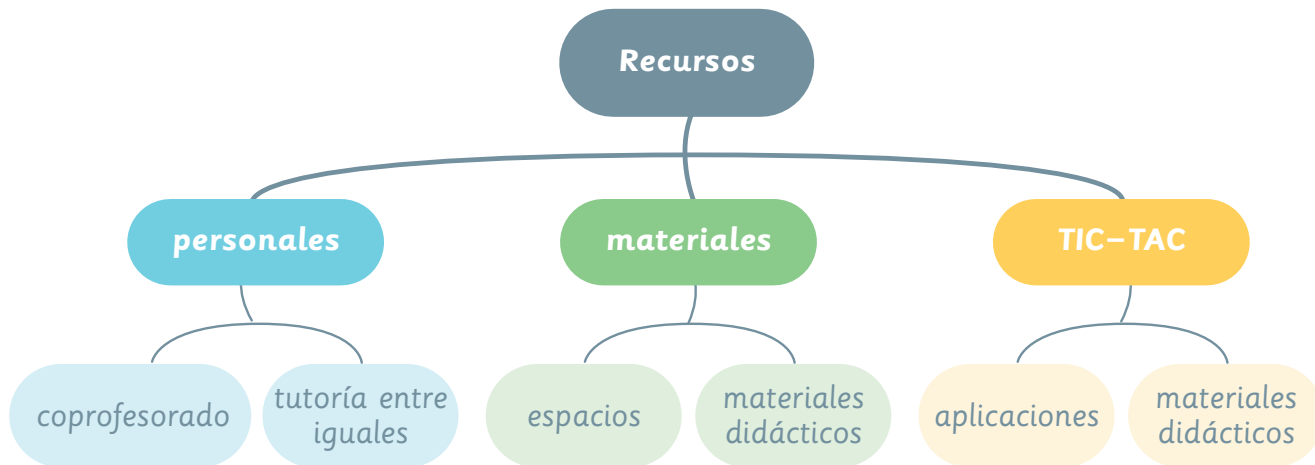 Recursos
personales
materiales
TIC–TAC
coprofesorado
tutoría entre
iguales
espacios
materiales
didácticos
aplicaciones
materiales
didácticos